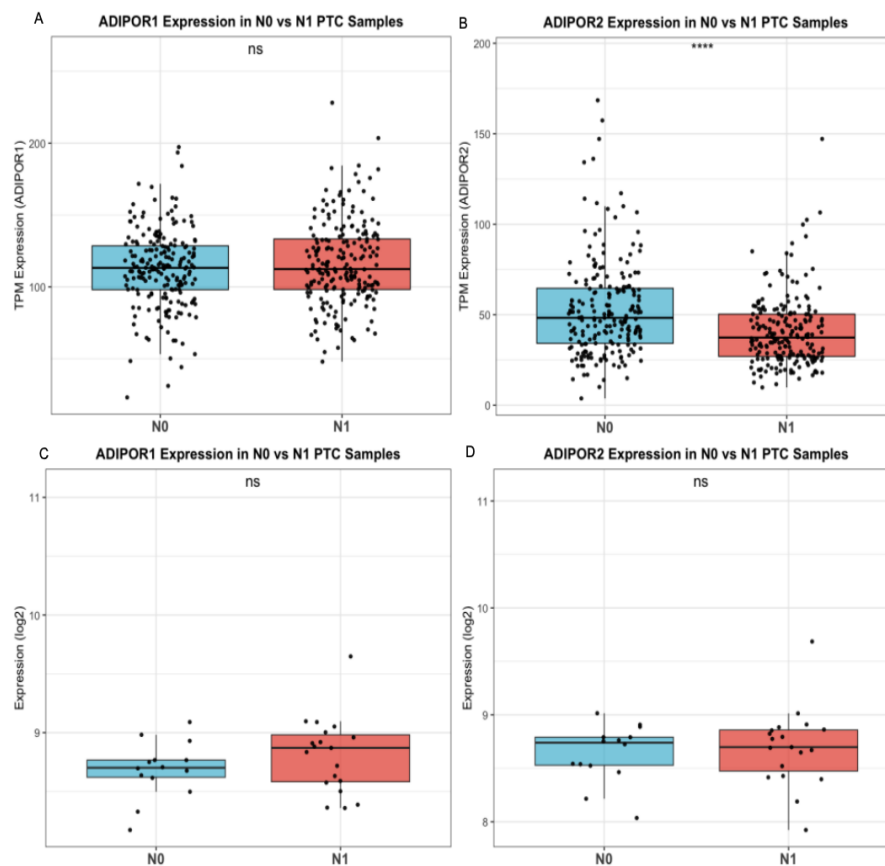 A
ADIPOR1 Expression in N0 vs N1 PTC Samples
ns
TPM Expression (ADIPOR1)
200
100
N0
N1
B
ADIPOR2 Expression in N0 vs N1 PTC Samples
****
TPM Expression (ADIPOR2)
200
150
100
50
0
N0
N1
C
ADIPOR1 Expression in N0 vs N1 PTC Samples
ns
Expression (log2)
11
10
9
N0
N1
D
ADIPOR2 Expression in N0 vs N1 PTC Samples
ns
Expression (log2)
11
10
9
8
N0
N1